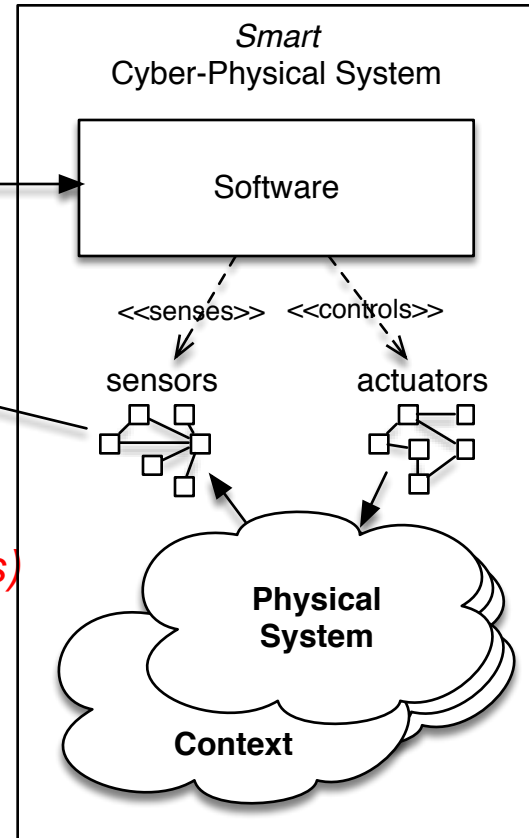 Smart
Cyber-Physical System
Software
<<senses>> <<controls>>
sensors actuators
s)
Physical
System
Context